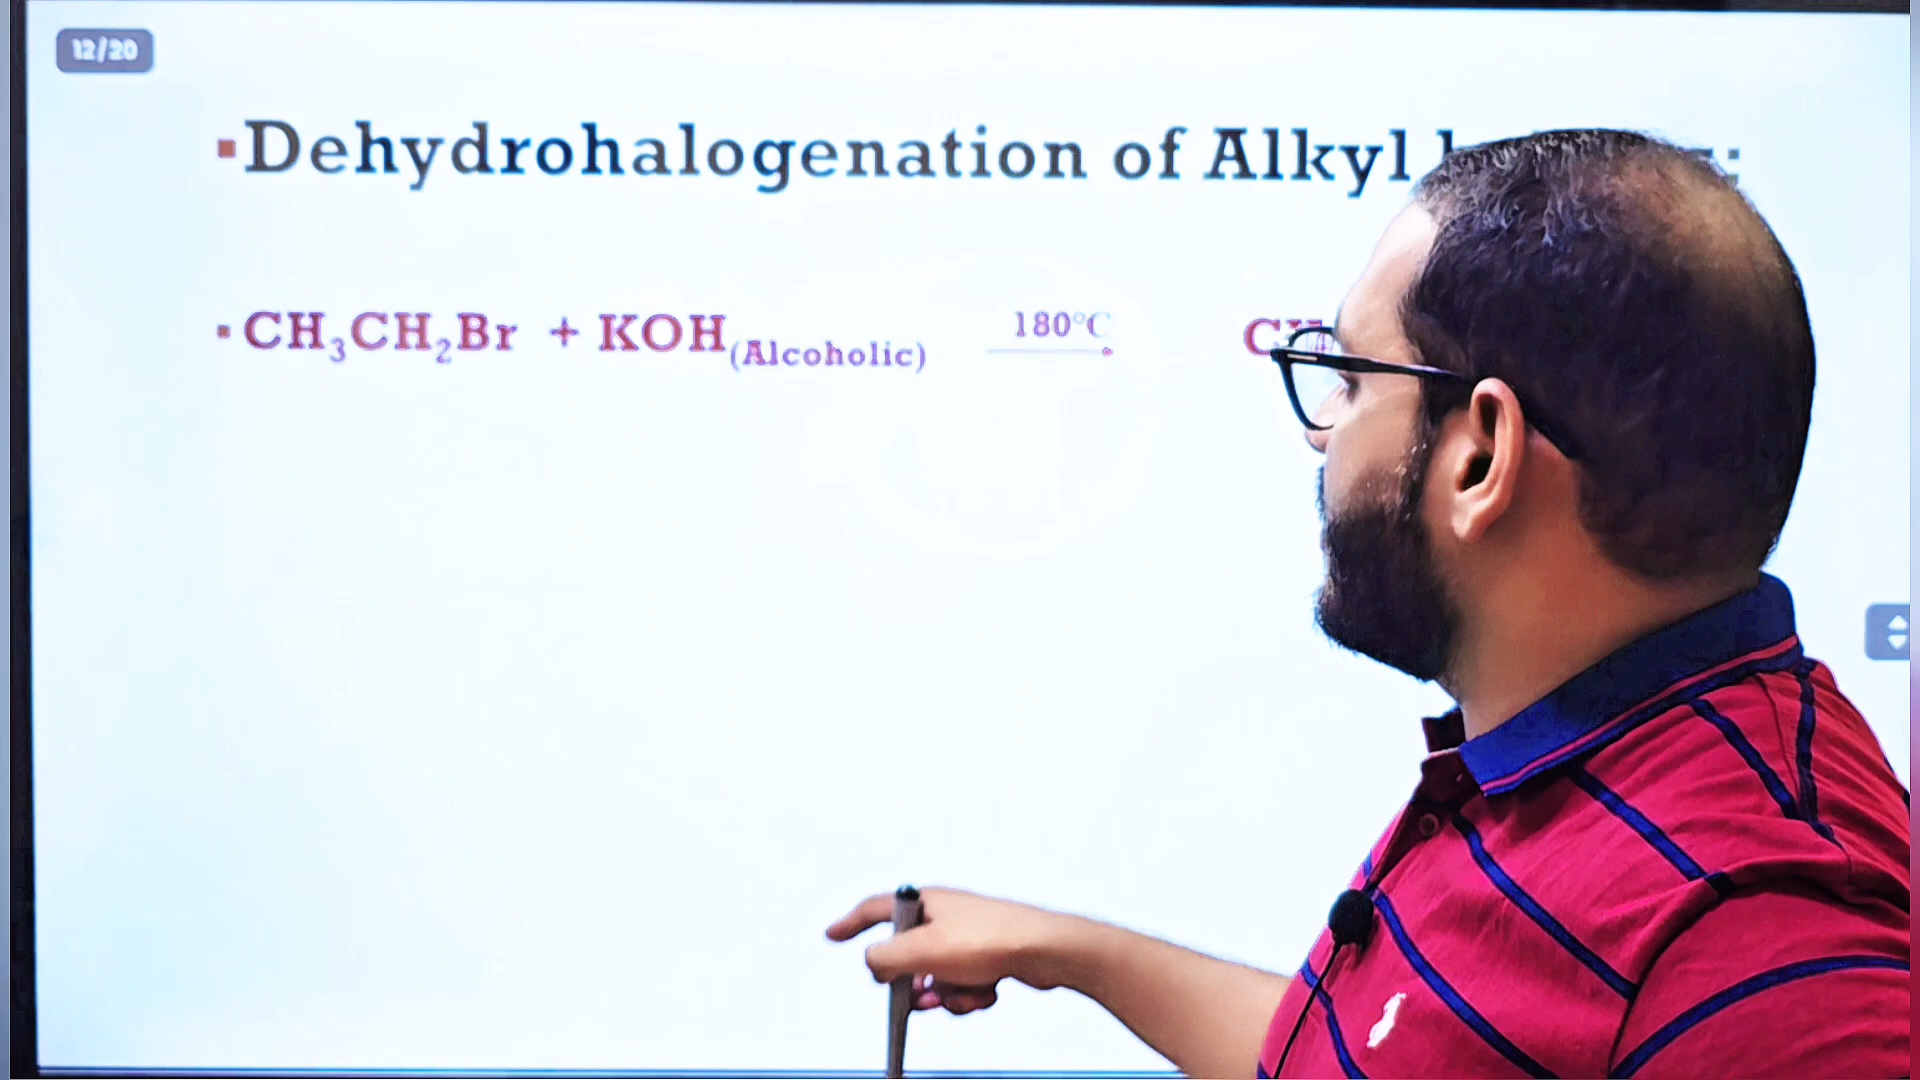 12/20
▪Dehydrohalogenation of Alkyl
▪CH₃CH₂Br + KOH(Alcoholic) 180°C